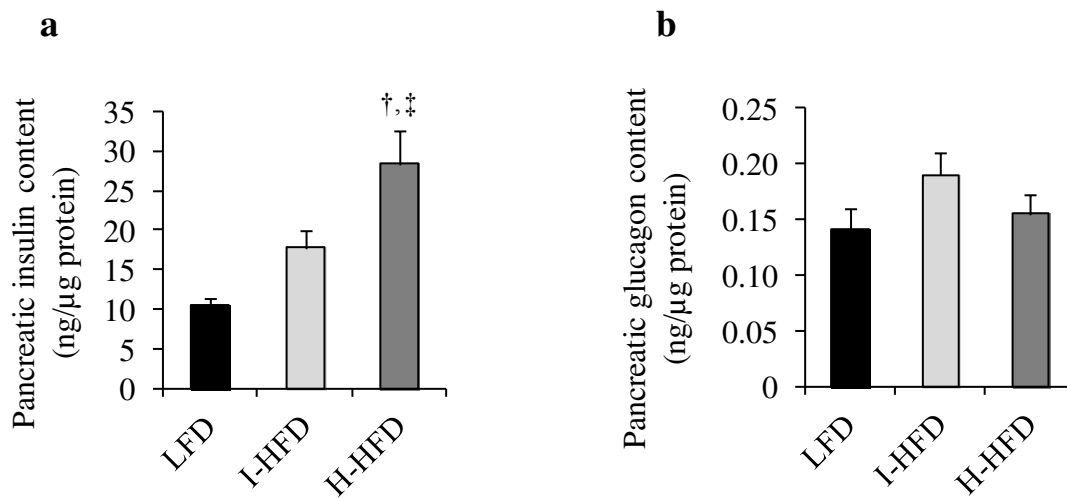 a
Pancreatic insulin content
(ng/µg protein)
35
30
25
20
15
10
5
0
†,‡
LFD
I-HFD
H-HFD
b
Pancreatic glucagon content
(ng/µg protein)
0.25
0.20
0.15
0.10
0.05
0
LFD
I-HFD
H-HFD